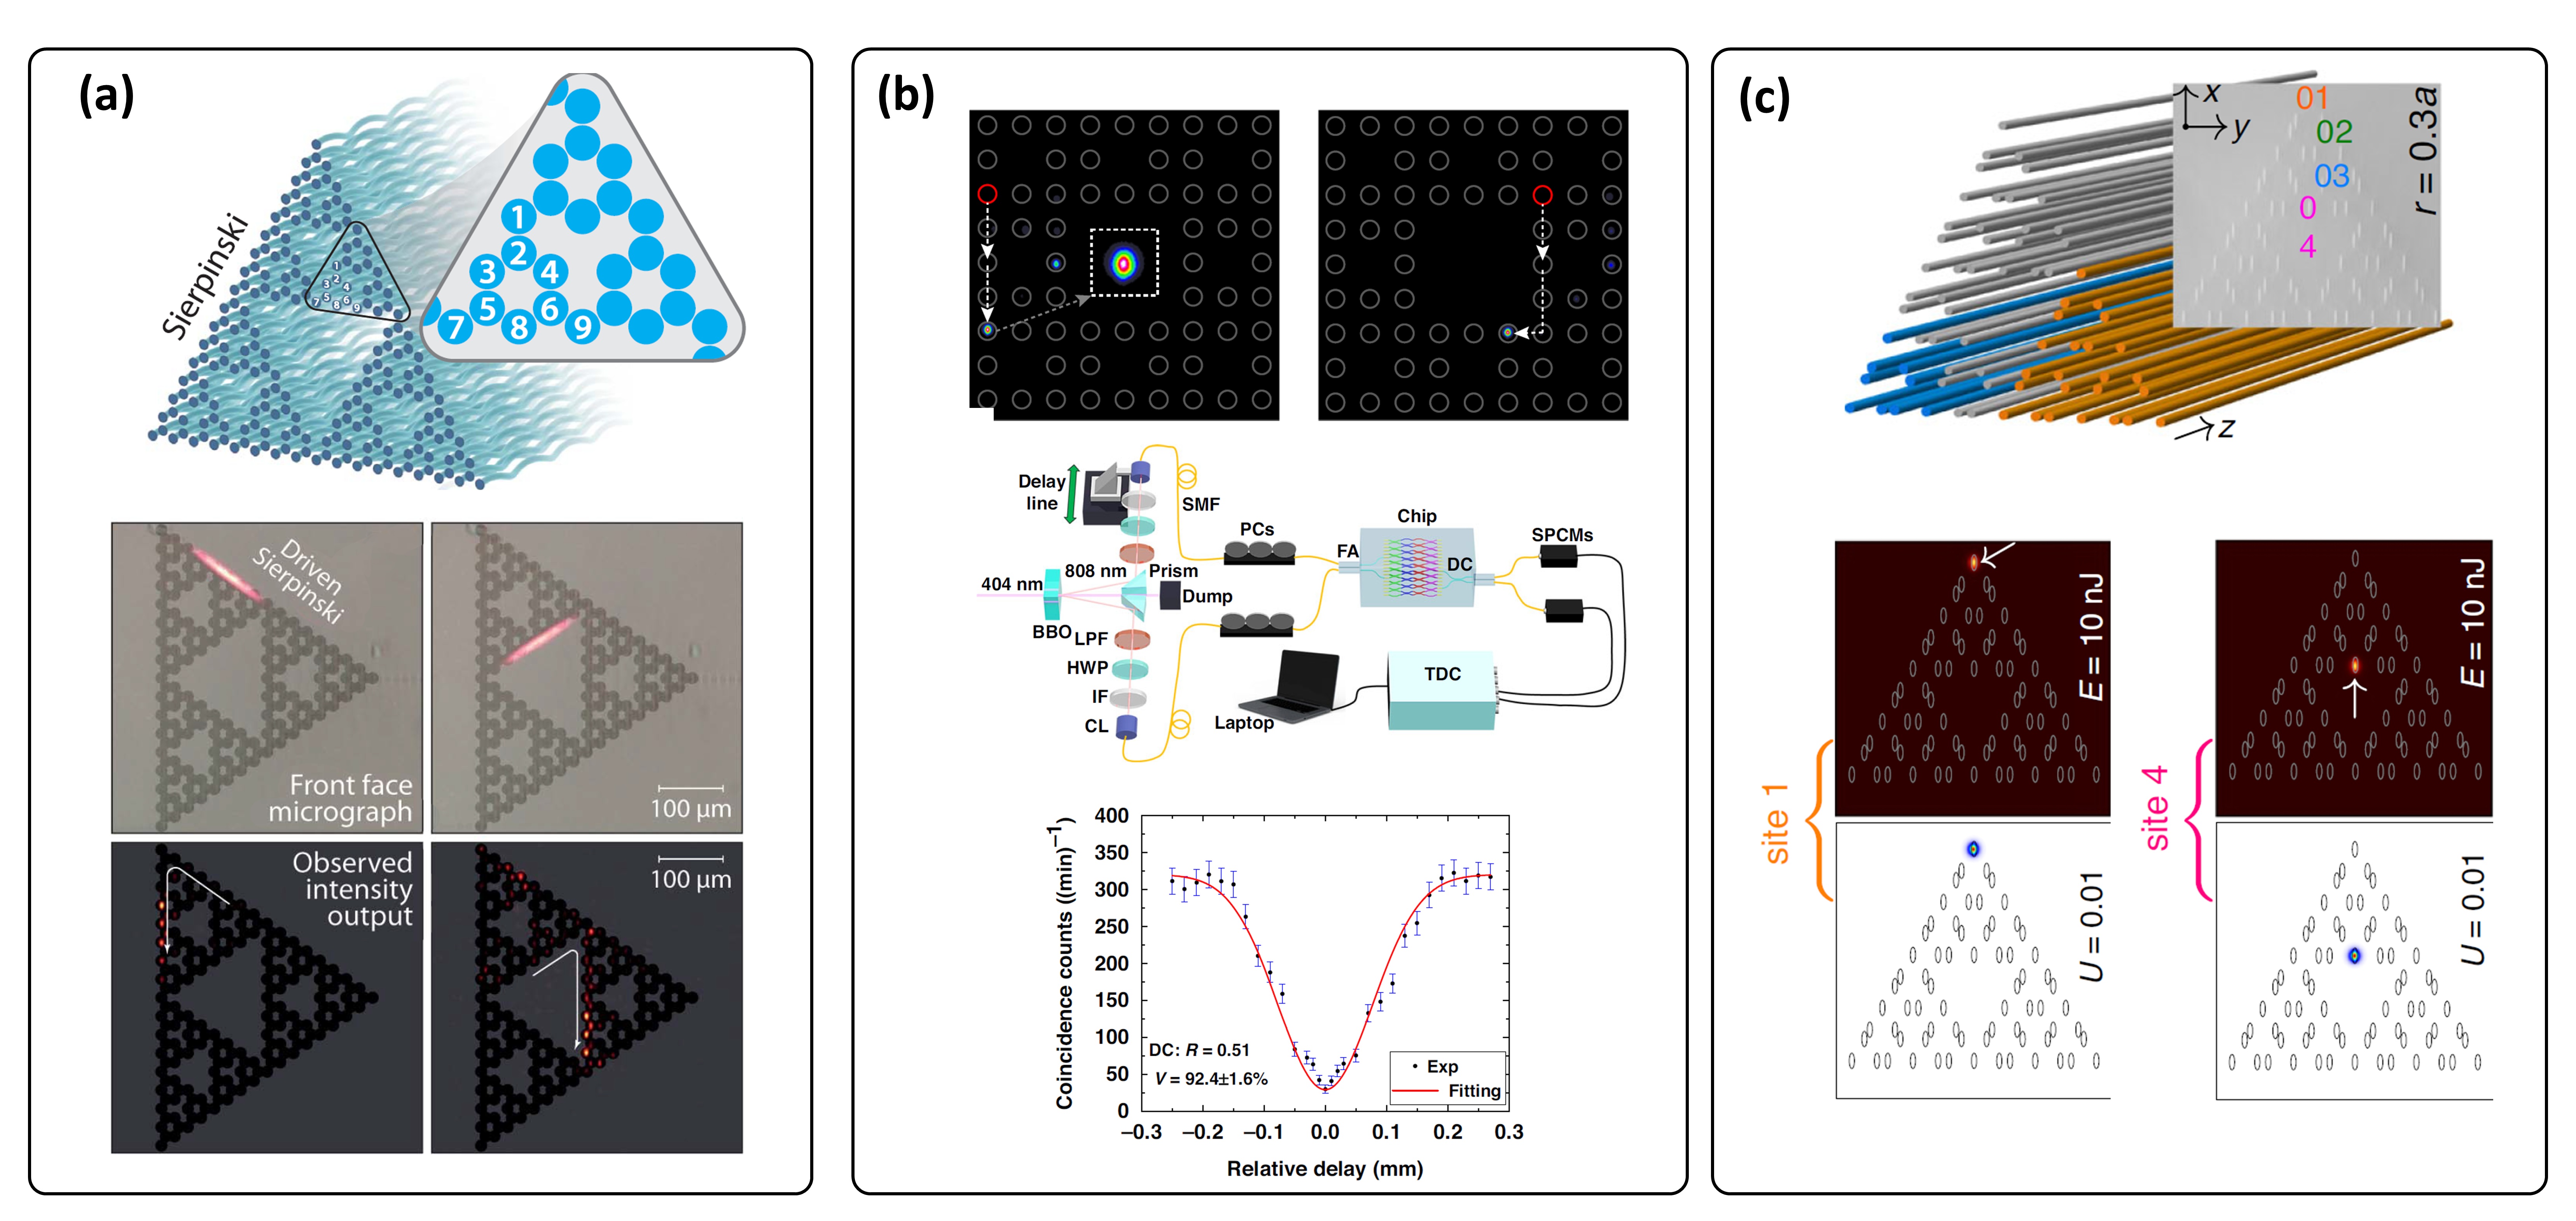 (a)
Sierpinski
1
2
3 4
5 6
7 8 9
1
2
3 4
5 6
7 8 9
Driven
Sierpinski
Front face
micrograph
100 µm
Observed
intensity
output
100 µm
(b)
Delay
line
SMF
PCs
Chip
FA
DC
SPCMs
404 nm
808 nm
Prism
Dump
BBO
LPF
HWP
IF
CL
Laptop
TDC
Coincidence counts ((min)⁻¹)
400
350
300
250
200
150
100
50
0
DC: R = 0.51
V = 92.4±1.6%
Exp
Fitting
−0.3 −0.2 −0.1 0.0 0.1 0.2 0.3
Relative delay (mm)
(c)
x
y
01
02
03
0
4
r = 0.3a
z
site 1
E = 10 nJ
U = 0.01
site 4
E = 10 nJ
U = 0.01